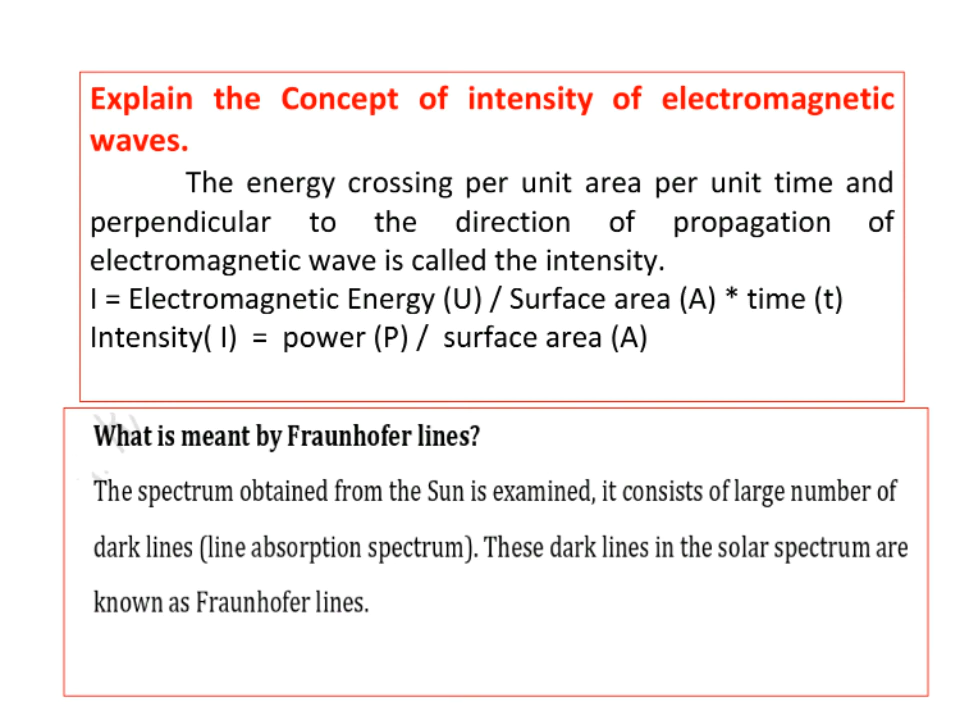 Explain the Concept of intensity of electromagnetic
waves.
The energy crossing per unit area per unit time and
perpendicular to the direction of propagation of
electromagnetic wave is called the intensity.
I = Electromagnetic Energy (U) / Surface area (A) * time (t)
Intensity( I) = power (P) / surface area (A)
What is meant by Fraunhofer lines?
The spectrum obtained from the Sun is examined, it consists of large number of
dark lines (line absorption spectrum). These dark lines in the solar spectrum are
known as Fraunhofer lines.